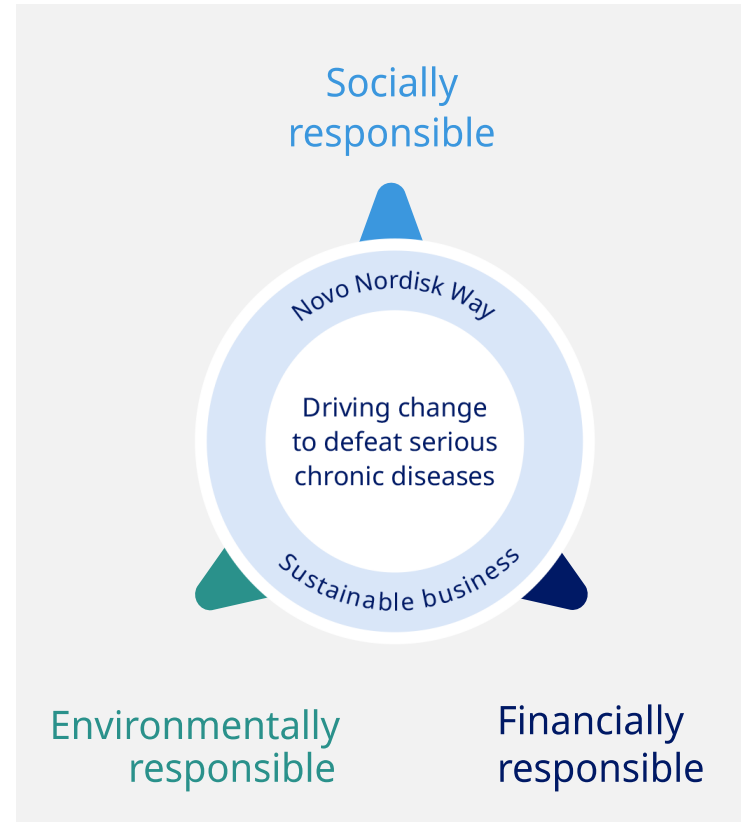 Socially
responsible
Novo Nordisk Way
Driving change
to defeat serious
chronic diseases
Sustainable business
Environmentally
responsible
Financially
responsible